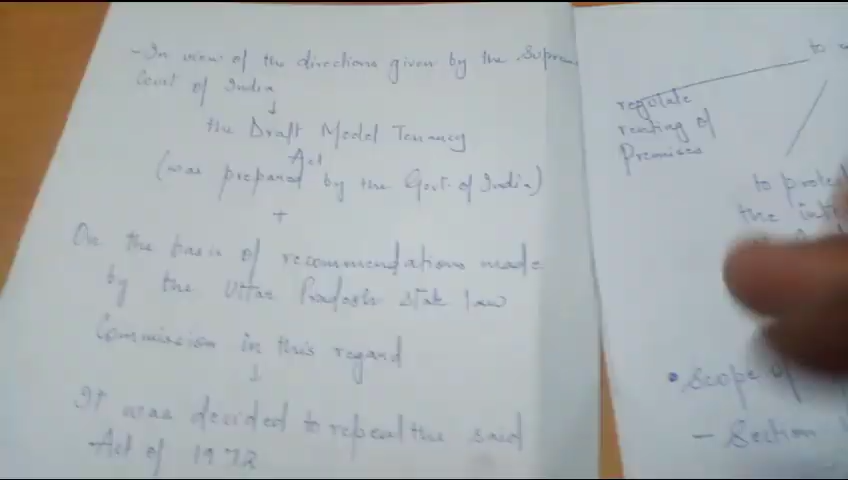 - In view of the directions given by the Suprem
Court of India
↓
the Draft Model Tenancy
Act
(was prepared by the Govt. of India)
+
On the basis of recommendations made
by the Uttar Pradesh State law
Commission in this regard
↓
It was decided to repeal the said
Act of 1972
to
regulate
renting of
Premises
to protect
the
• Scope of
- Section